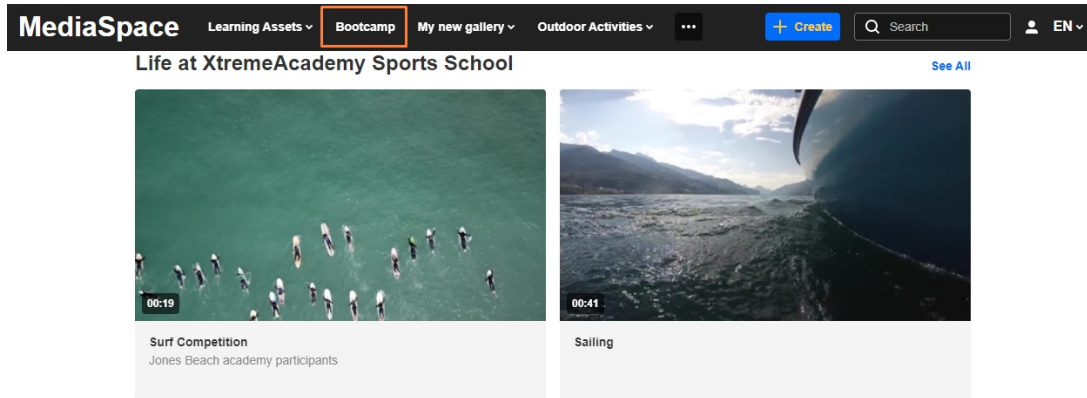 MediaSpace Learning Assets Bootcamp My new gallery Outdoor Activities ... + Create Search EN
Life at XtremeAcademy Sports School See All
00:19 00:41
Surf Competition Sailing
Jones Beach academy participants